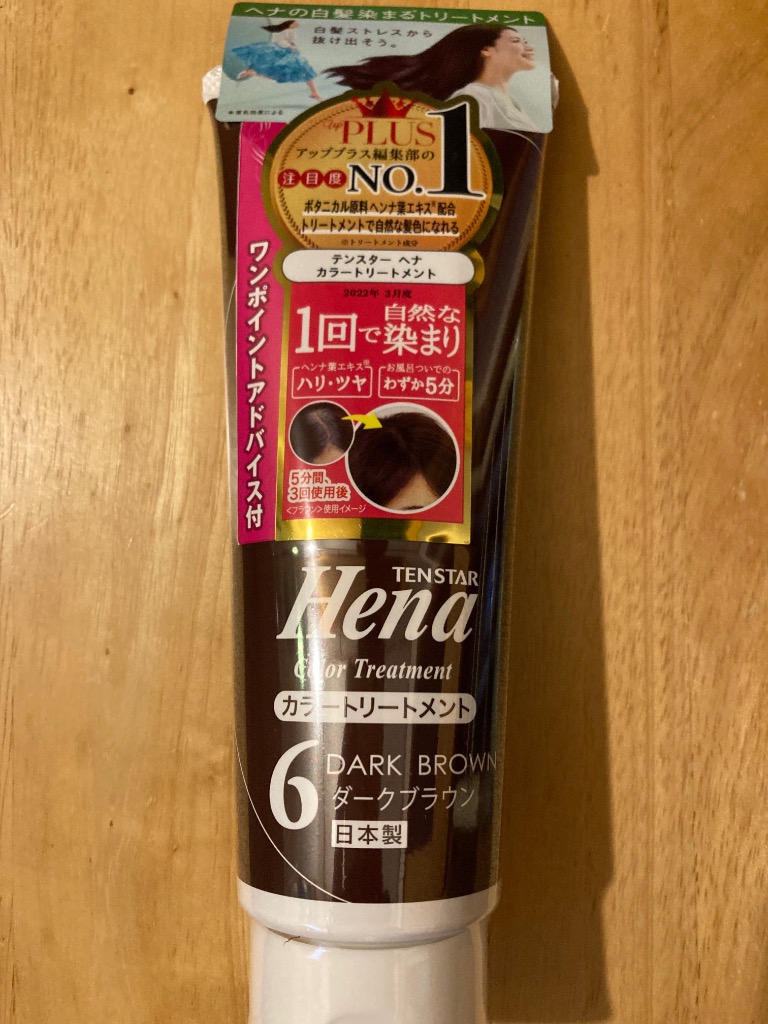 ヘナの白髪染まるトリートメント
白髪ストレスから
抜け出そう。
Up PLUS
アッププラス編集部の
注目度 NO.1
ボタニカル原料ヘンナ葉エキス※配合
トリートメントで自然な髪色になれる
※トリートメント成分
テンスター ヘナ
カラートリートメント
2022年 3月度
1回で自然な染まり
ヘンナ葉エキス※
ハリ・ツヤ
お風呂ついでの
わずか5分
5分間、
3回使用後
<ブラウン>使用イメージ
ワンポイントアドバイス付
TENSTAR
Hena
Color Treatment
カラートリートメント
6 DARK BROWN
ダークブラウン
日本製